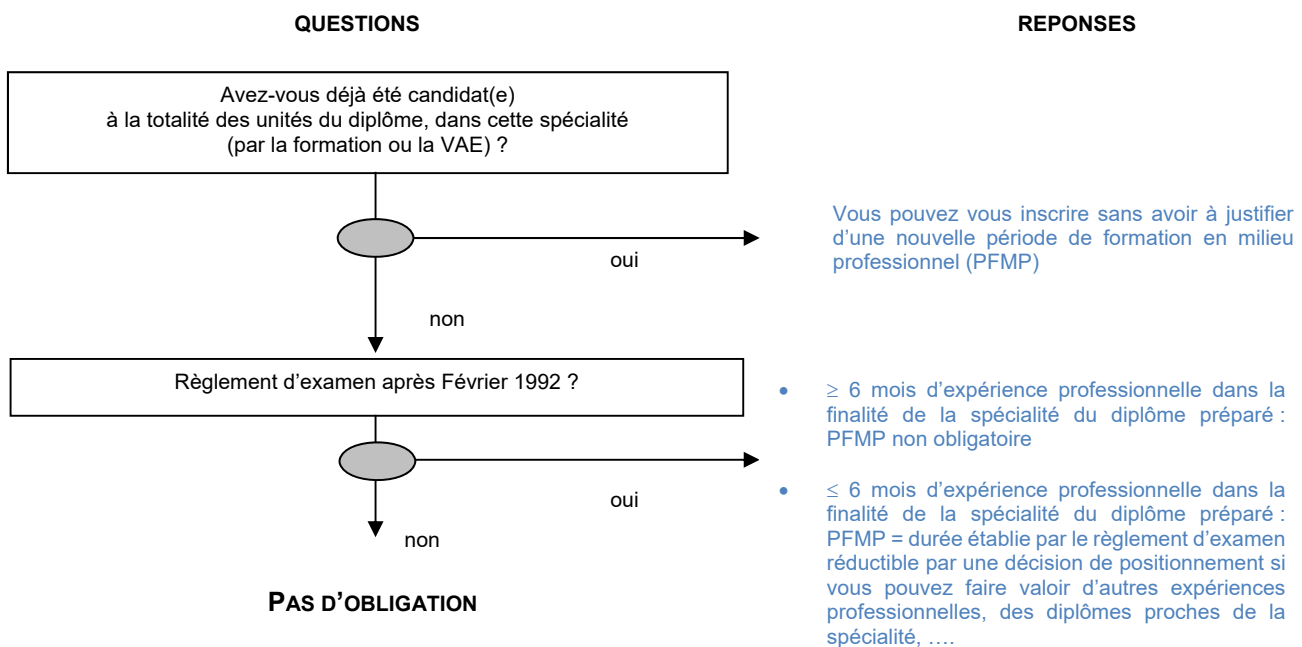 QUESTIONS
REPONSES
Avez-vous déjà été candidat(e)
à la totalité des unités du diplôme, dans cette spécialité
(par la formation ou la VAE) ?
Vous pouvez vous inscrire sans avoir à justifier
d'une nouvelle période de formation en milieu
professionnel (PFMP)
oui
non
Règlement d'examen après Février 1992 ?
• ≥ 6 mois d'expérience professionnelle dans la
finalité de la spécialité du diplôme préparé :
PFMP non obligatoire
• ≤ 6 mois d'expérience professionnelle dans la
finalité de la spécialité du diplôme préparé :
PFMP = durée établie par le règlement d'examen
réductible par une décision de positionnement si
vous pouvez faire valoir d'autres expériences
professionnelles, des diplômes proches de la
spécialité, ….
oui
non
PAS D'OBLIGATION